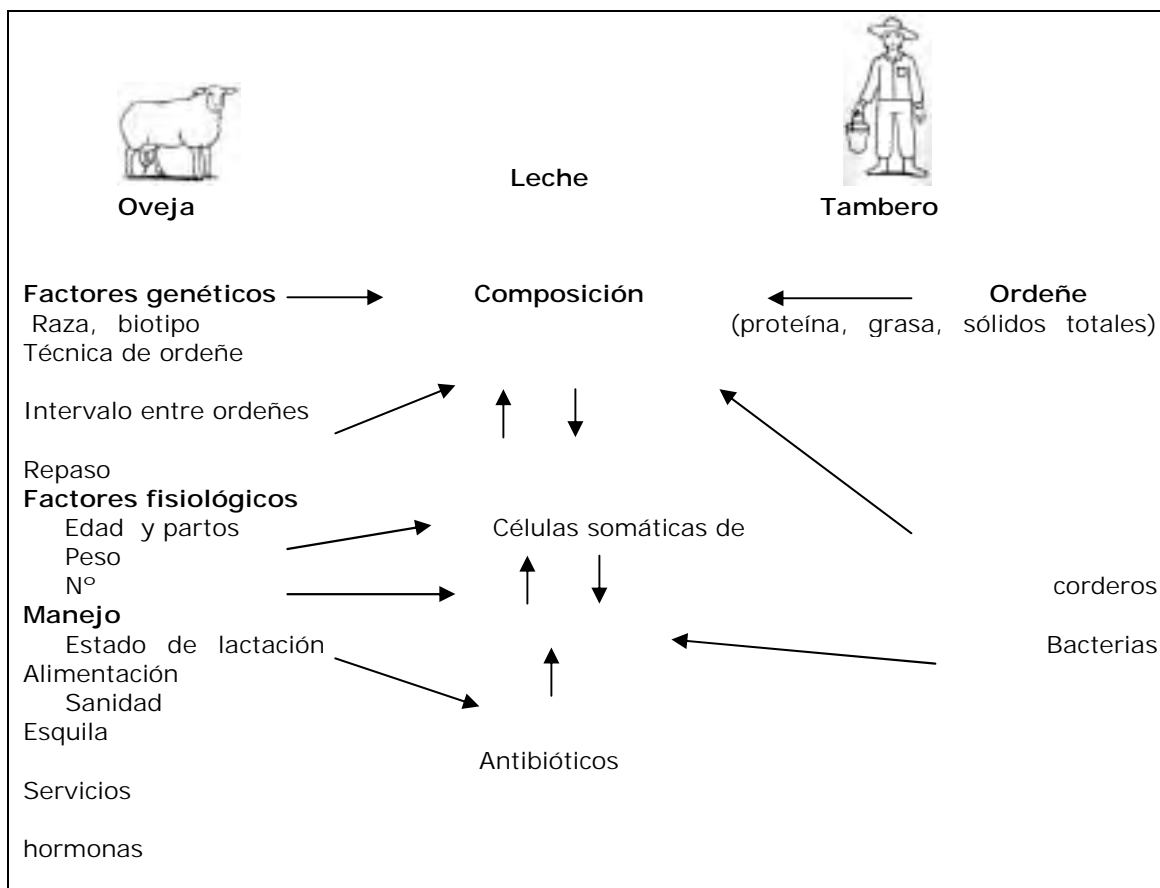 Leche
Oveja Tambero
Factores genéticos Composición Ordeñe
Raza, biotipo (proteína, grasa, sólidos totales)
Técnica de ordeñe
Intervalo entre ordeñes
Repaso
Factores fisiológicos
Edad y partos Células somáticas de
Peso
Nº corderos
Manejo
Estado de lactación Bacterias
Alimentación
Sanidad
Esquila
Antibióticos
Servicios
hormonas